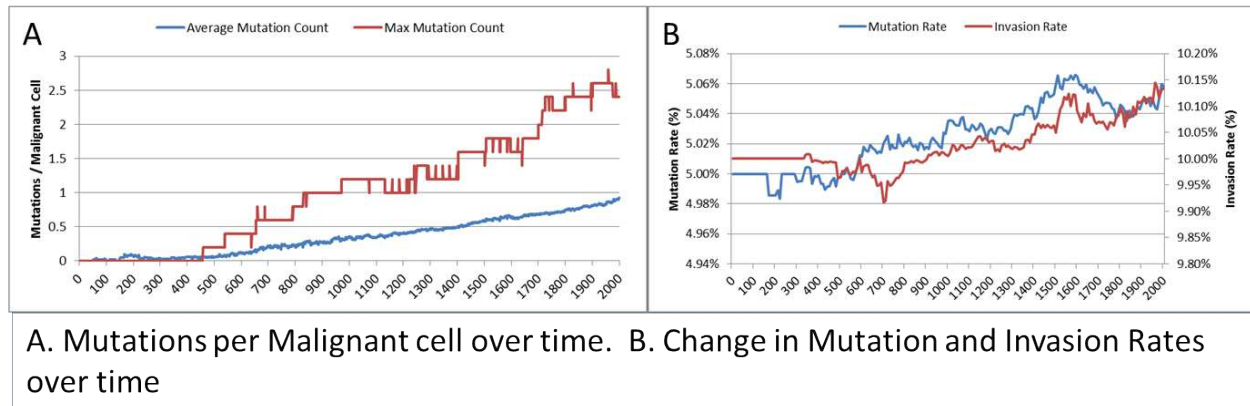 A
Average Mutation Count
Max Mutation Count
Mutations / Malignant Cell
3
2.5
2
1.5
1
0.5
0
0 100 200 300 400 500 600 700 800 900 1000 1100 1200 1300 1400 1500 1600 1700 1800 1900 2000
B
Mutation Rate
Invasion Rate
Mutation Rate (%)
5.08%
5.06%
5.04%
5.02%
5.00%
4.98%
4.96%
4.94%
10.20%
10.15%
10.10%
10.05%
10.00%
9.95%
9.90%
9.85%
9.80%
Invasion Rate (%)
0 100 200 300 400 500 600 700 800 900 1000 1100 1200 1300 1400 1500 1600 1700 1800 1900 2000
A. Mutations per Malignant cell over time. B. Change in Mutation and Invasion Rates
over time